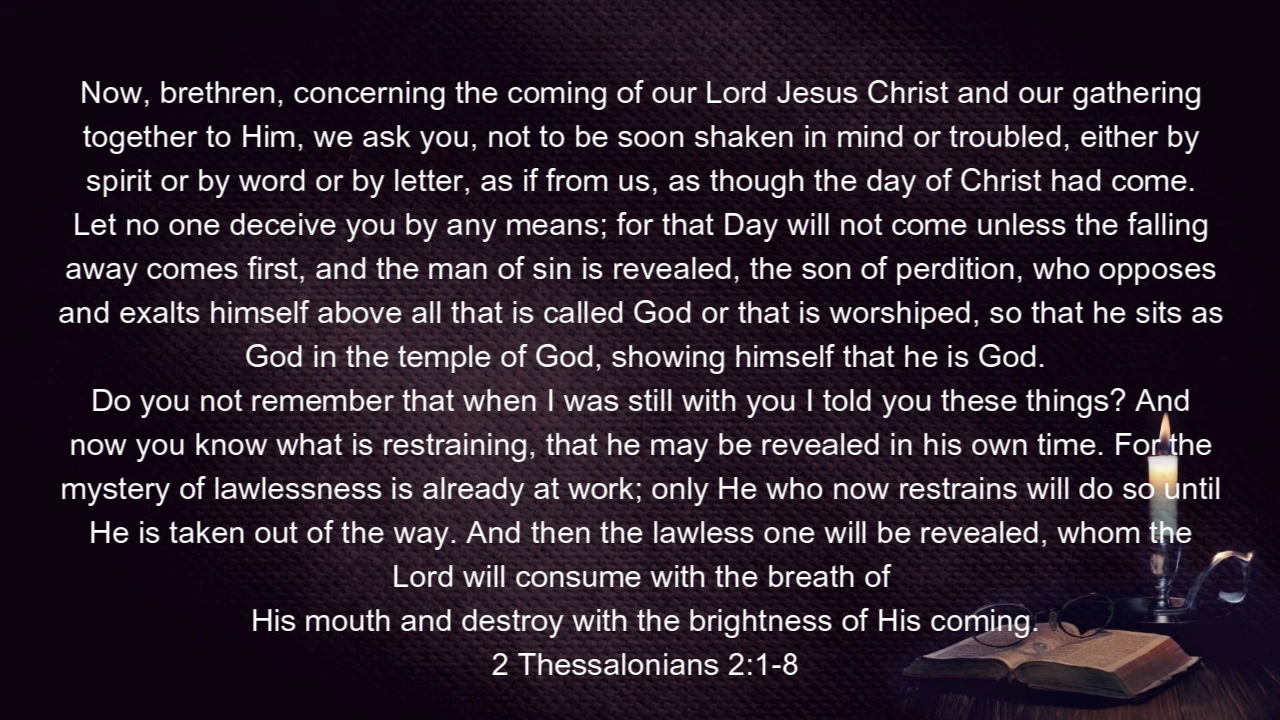 Now, brethren, concerning the coming of our Lord Jesus Christ and our gathering
together to Him, we ask you, not to be soon shaken in mind or troubled, either by
spirit or by word or by letter, as if from us, as though the day of Christ had come.
Let no one deceive you by any means; for that Day will not come unless the falling
away comes first, and the man of sin is revealed, the son of perdition, who opposes
and exalts himself above all that is called God or that is worshiped, so that he sits as
God in the temple of God, showing himself that he is God.
Do you not remember that when I was still with you I told you these things? And
now you know what is restraining, that he may be revealed in his own time. For the
mystery of lawlessness is already at work; only He who now restrains will do so until
He is taken out of the way. And then the lawless one will be revealed, whom the
Lord will consume with the breath of
His mouth and destroy with the brightness of His coming.
2 Thessalonians 2:1-8